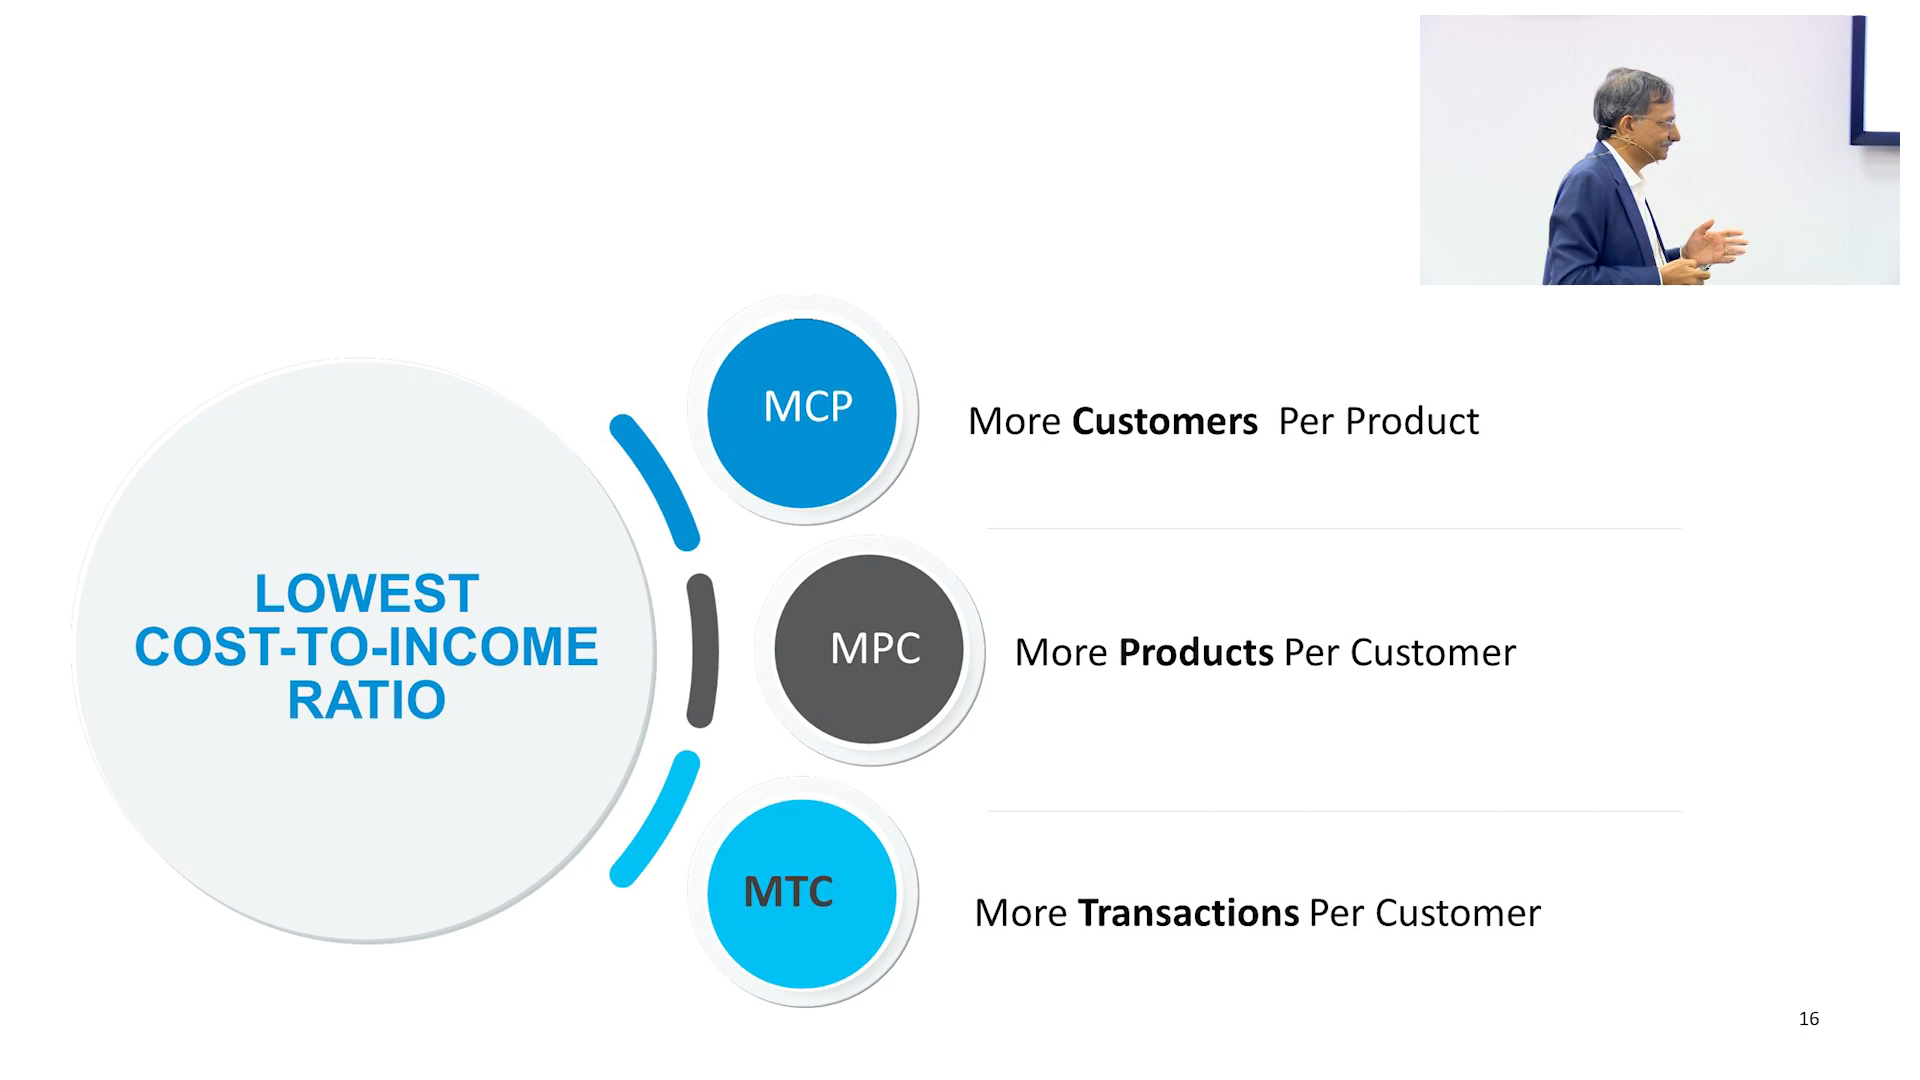 LOWEST
COST-TO-INCOME
RATIO
MCP
More Customers Per Product
MPC
More Products Per Customer
MTC
More Transactions Per Customer
16